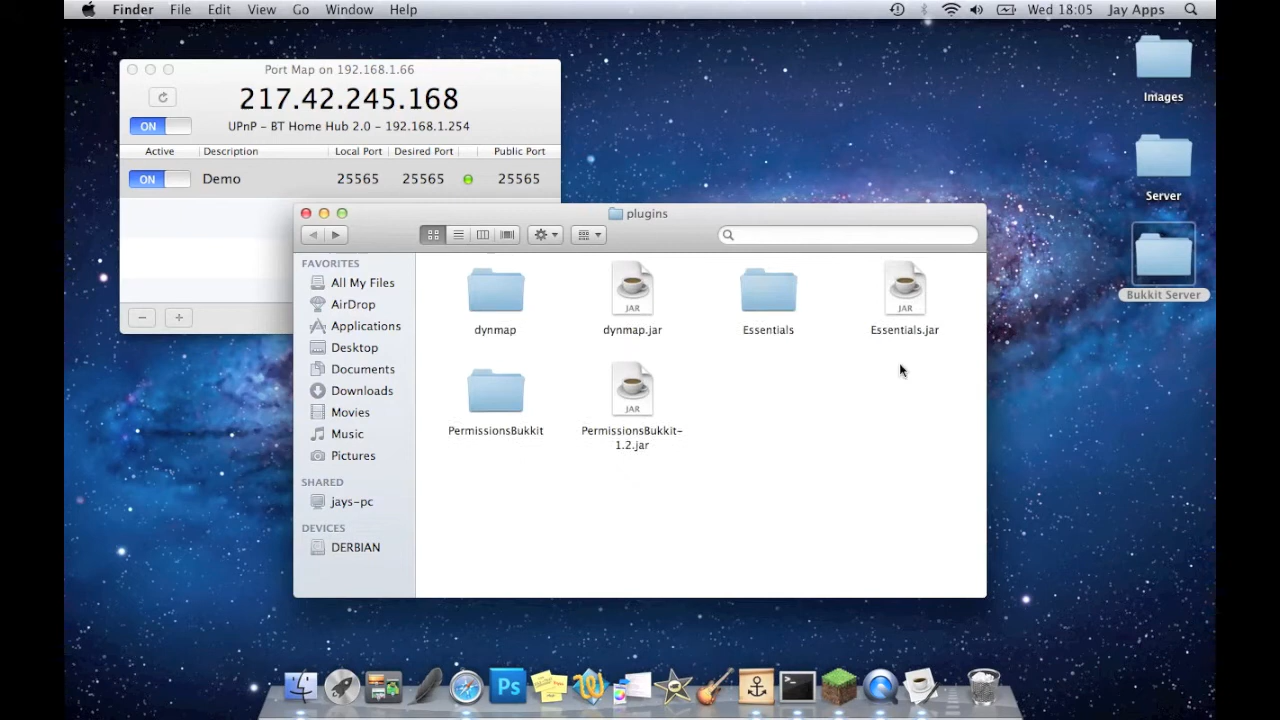 Finder File Edit View Go Window Help Wed 18:05 Jay Apps
Port Map on 192.168.1.66
217.42.245.168
ON UPnP - BT Home Hub 2.0 - 192.168.1.254
Active Description Local Port Desired Port Public Port
ON Demo 25565 25565 25565
Images
Server
Bukkit Server
plugins
FAVORITES
All My Files
AirDrop
Applications
Desktop
Documents
Downloads
Movies
Music
Pictures
SHARED
jays-pc
DEVICES
DERBIAN
JAR JAR
dynmap dynmap.jar Essentials Essentials.jar
JAR
PermissionsBukkit PermissionsBukkit-
1.2.jar
Ps